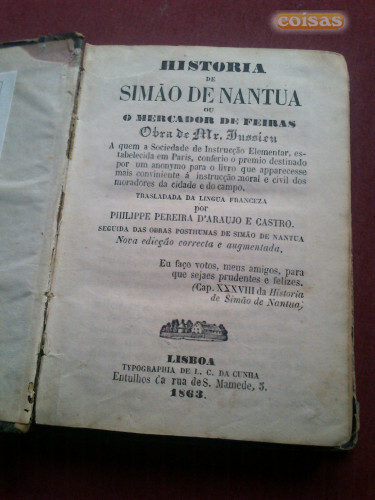 coisas
HISTORIA
DE
SIMÃO DE NANTUA
OU
O MERCADOR DE FEIRAS
Obra de Mr. Jussieu
A quem a Sociedade de Instrucção Elementar, es-
tabelecida em Paris, conferio o premio destinado
por um anonymo para o livro que apparecesse
mais conviniente á instrucção moral e civil dos
moradores da cidade e do campo.
TRASLADADA DA LINGUA FRANCEZA
por
PHILIPPE PEREIRA D'ARAUJO E CASTRO.
SEGUIDA DAS OBRAS POSTHUMAS DE SIMÃO DE NANTUA
Nova edicção correcta e augmentada.
Eu faço votos, meus amigos, para
que sejaes prudentes e felizes.
(Cap. XXXVIII da Historia
de Simão de Nantua)
LISBOA
TYPOGRAPHIA DE L. C. DA CUNHA
Entulhos da rua de S. Mamede, 5.
1863.